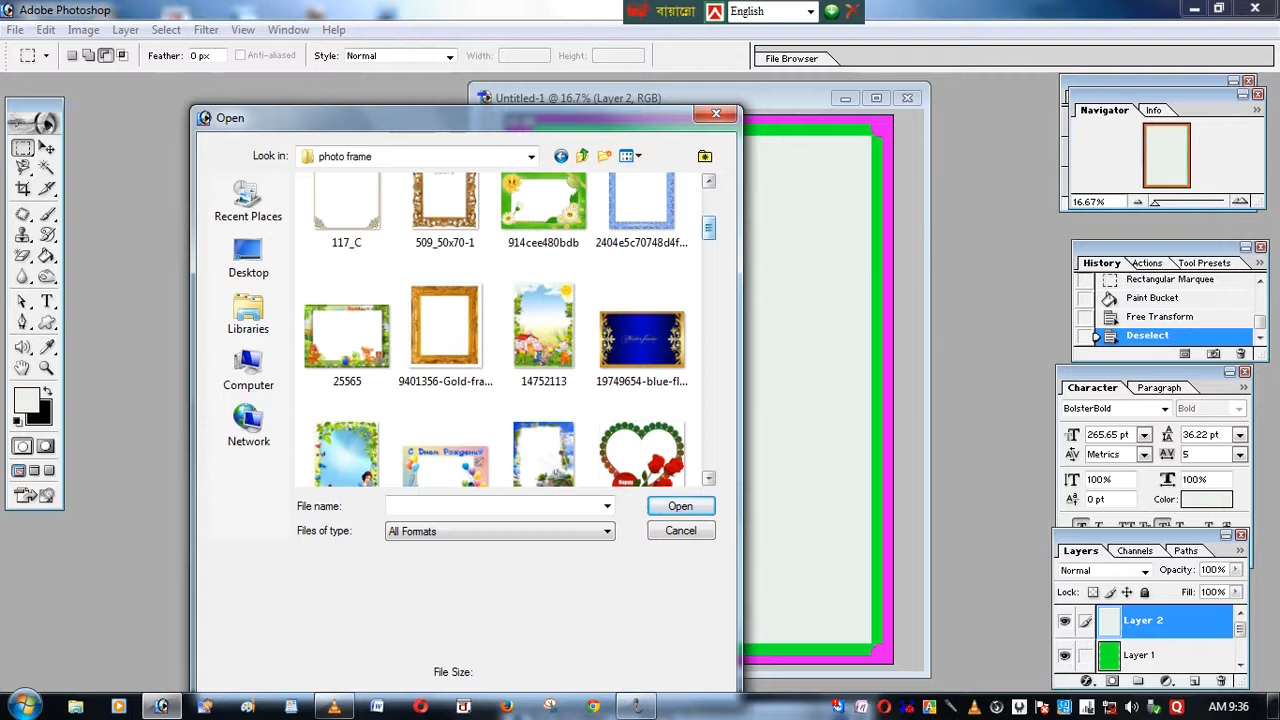 Adobe Photoshop
বায়ান্নো English
File Edit Image Layer Select Filter View Window Help
Feather: 0 px Anti-aliased Style: Normal Width: Height: File Browser
Untitled-1 @ 16.7% (Layer 2, RGB)
Open
Look in: photo frame
Recent Places
Desktop
Libraries
Computer
Network
117_C 509_50x70-1 914cee480bdb 2404e5c70748d4f...
25565 9401356-Gold-fra... 14752113 19749654-blue-fl...
С Днем Рождения
File name: Open
Files of type: All Formats Cancel
File Size:
Navigator Info
16.67%
History Actions Tool Presets
Rectangular Marquee
Paint Bucket
Free Transform
Deselect
Character Paragraph
BolsterBold Bold
265.65 pt 36.22 pt
Metrics 5
100% 100%
0 pt Color:
Layers Channels Paths
Normal Opacity: 100%
Lock: Fill: 100%
Layer 2
Layer 1
AM 9:36